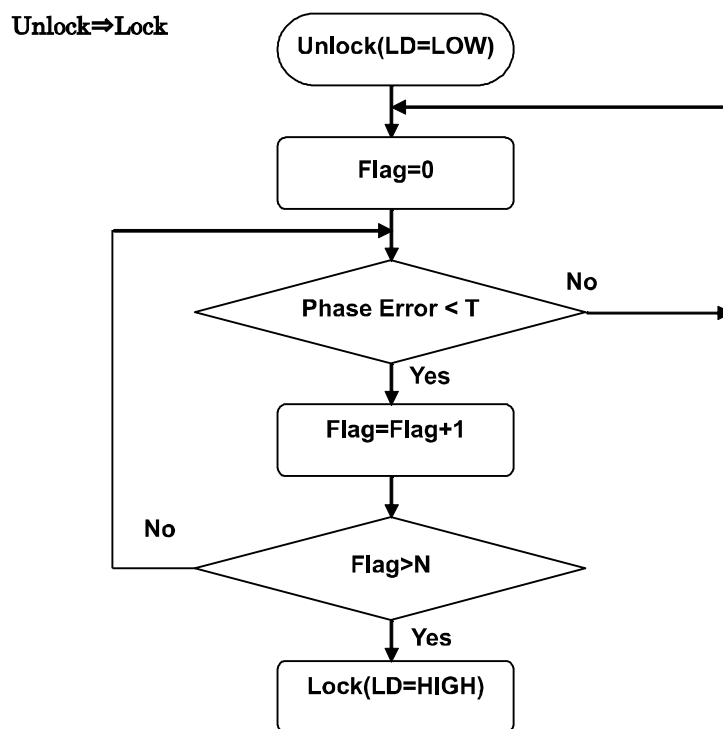 Unlock⇒Lock
Unlock(LD=LOW)
Flag=0
Phase Error < T
No
Yes
Flag=Flag+1
No
Flag>N
Yes
Lock(LD=HIGH)